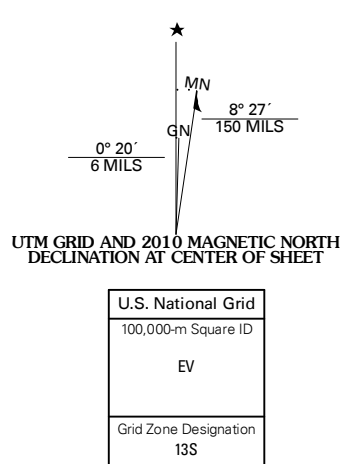 ★
MN
8° 27´
150 MILS
GN
0° 20´
6 MILS
UTM GRID AND 2010 MAGNETIC NORTH
DECLINATION AT CENTER OF SHEET
U.S. National Grid
100,000-m Square ID
EV
Grid Zone Designation
13S